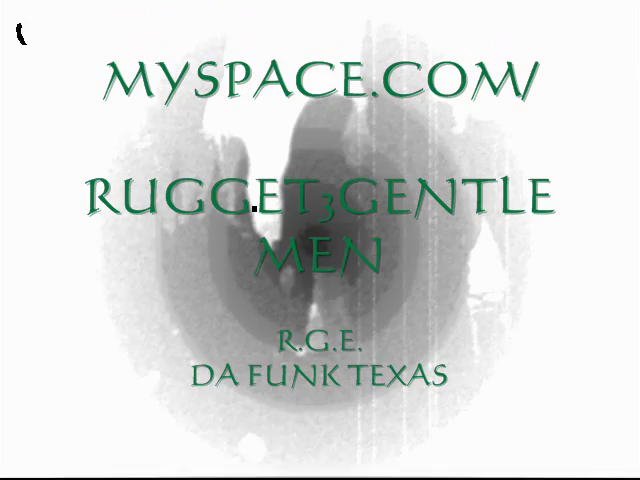 MYSPACE.COM/
RUGGET3GENTLE
MEN
R.G.E.
DA FUNK TEXAS